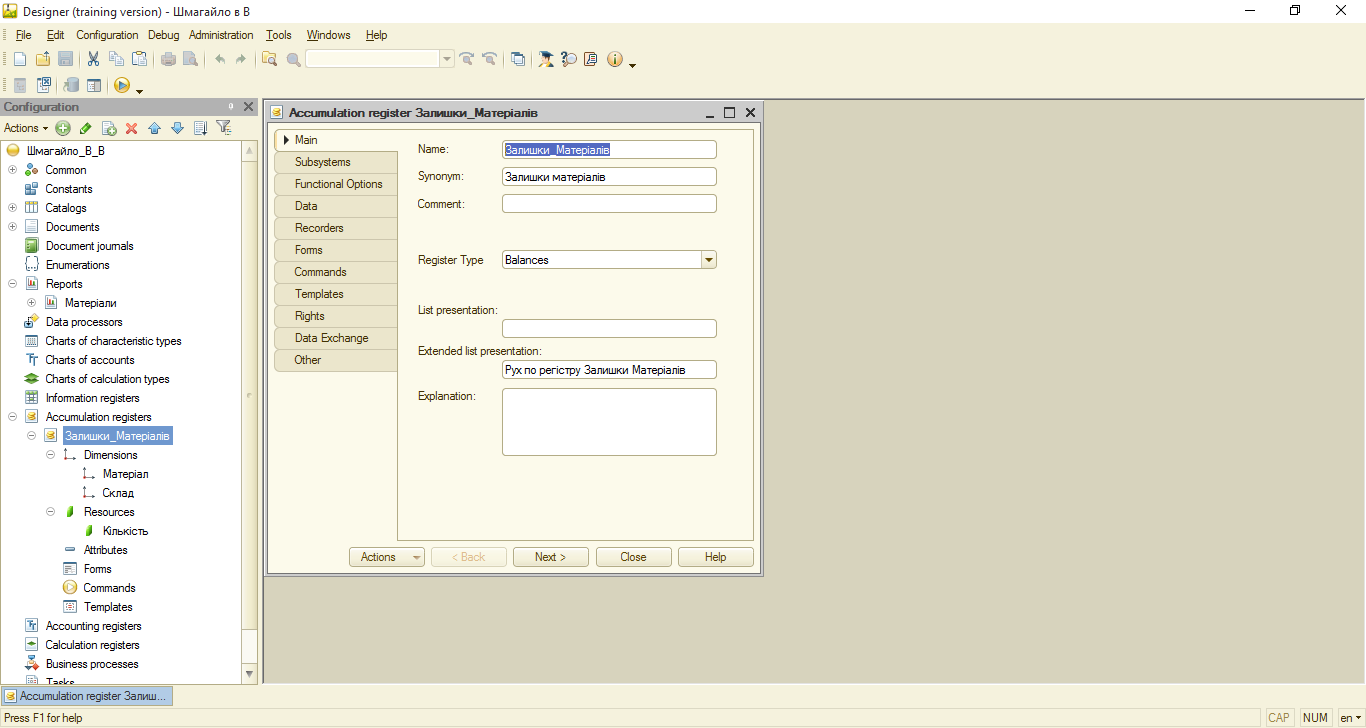 Designer (training version) - Шмагайло в В
File Edit Configuration Debug Administration Tools Windows Help
Configuration
Actions
Шмагайло_В_В
Common
Constants
Catalogs
Documents
Document journals
Enumerations
Reports
Матеріали
Data processors
Charts of characteristic types
Charts of accounts
Charts of calculation types
Information registers
Accumulation registers
Залишки_Матеріалів
Dimensions
Матеріал
Склад
Resources
Кількість
Attributes
Forms
Commands
Templates
Accounting registers
Calculation registers
Business processes
Tasks
Accumulation register Залишки_Матеріалів
Main
Subsystems
Functional Options
Data
Recorders
Forms
Commands
Templates
Rights
Data Exchange
Other
Name: Залишки_Матеріалів
Synonym: Залишки матеріалів
Comment:
Register Type Balances
List presentation:
Extended list presentation:
Рух по регістру Залишки Матеріалів
Explanation:
Actions < Back Next > Close Help
Accumulation register Залиш...
Press F1 for help CAP NUM en